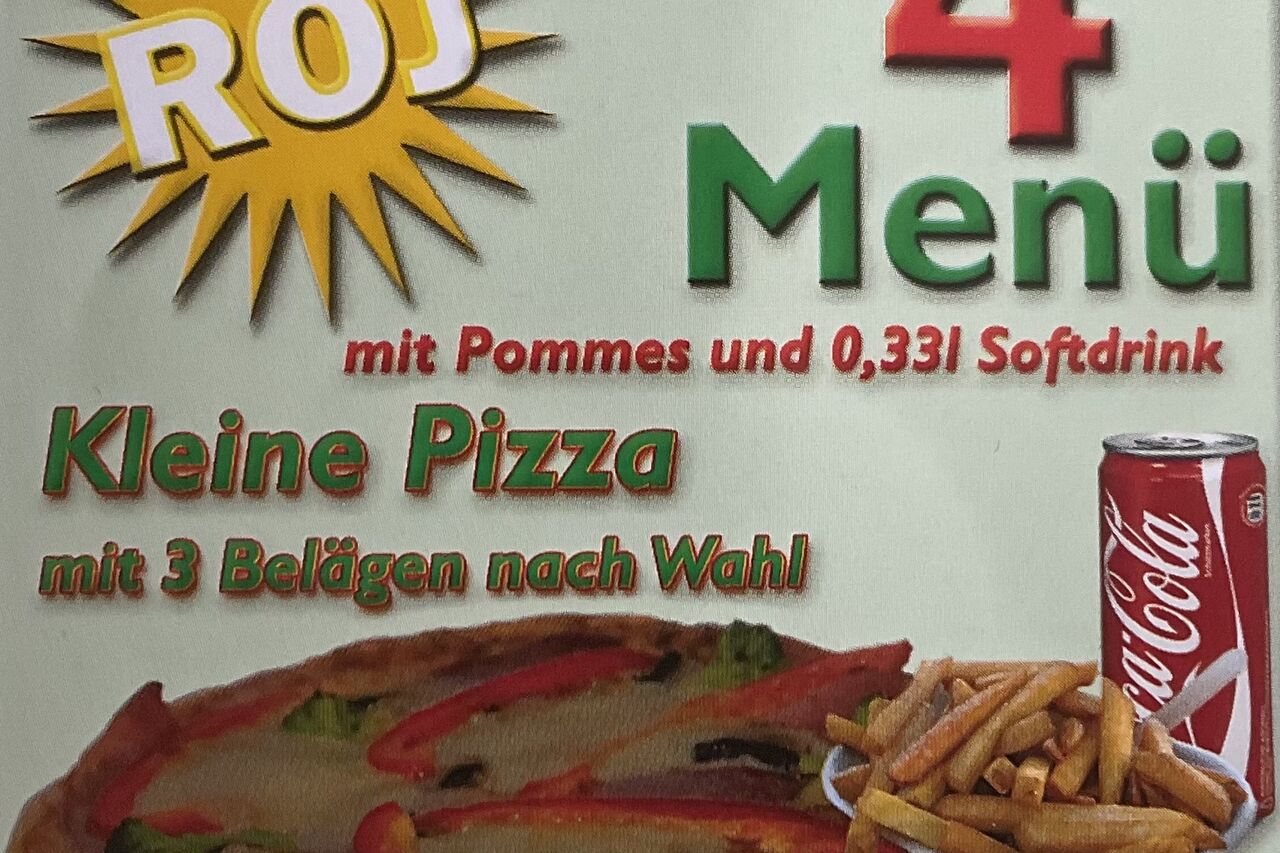 ROJ
4
Menü
mit Pommes und 0,33l Softdrink
Kleine Pizza
mit 3 Belägen nach Wahl
Coca-Cola